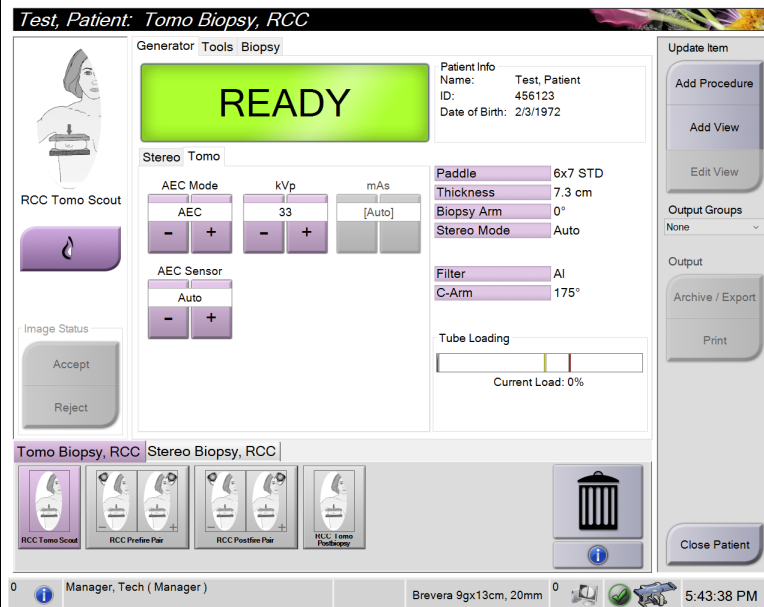 Test, Patient: Tomo Biopsy, RCC
Generator Tools Biopsy
READY
Patient Info
Name: Test, Patient
ID: 456123
Date of Birth: 2/3/1972
Update Item
Add Procedure
Add View
Edit View
Output Groups
None
Output
Archive / Export
Print
Close Patient
RCC Tomo Scout
Image Status
Accept
Reject
Stereo Tomo
AEC Mode kVp mAs
AEC 33 [Auto]
- + - +
AEC Sensor
Auto
- +
Paddle 6x7 STD
Thickness 7.3 cm
Biopsy Arm 0°
Stereo Mode Auto
Filter Al
C-Arm 175°
Tube Loading
Current Load: 0%
Tomo Biopsy, RCC Stereo Biopsy, RCC
- + - +
RCC Tomo Scout RCC Prefire Pair RCC Postfire Pair RCC Tomo
Postbiopsy
0 Manager, Tech ( Manager ) Brevera 9gx13cm, 20mm 0 5:43:38 PM